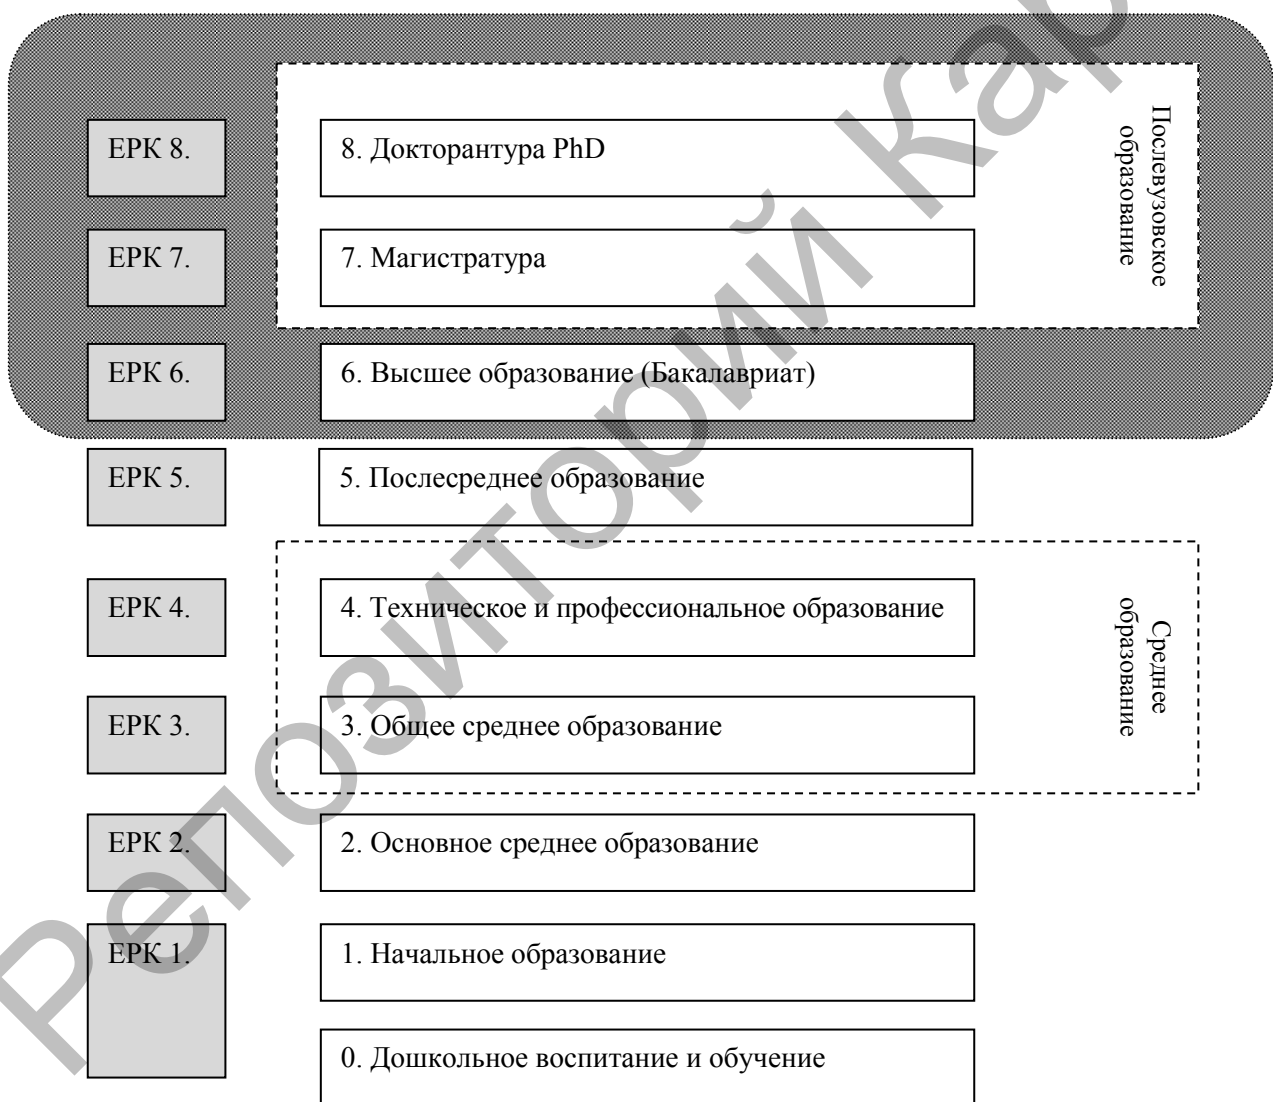 ЕРК 8.
8. Докторантура PhD
ЕРК 7.
7. Магистратура
Послевузовское
образование
ЕРК 6.
6. Высшее образование (Бакалавриат)
ЕРК 5.
5. Послесреднее образование
ЕРК 4.
4. Техническое и профессиональное образование
ЕРК 3.
3. Общее среднее образование
Среднее
образование
ЕРК 2.
2. Основное среднее образование
ЕРК 1.
1. Начальное образование
0. Дошкольное воспитание и обучение
Репозиторий Кар